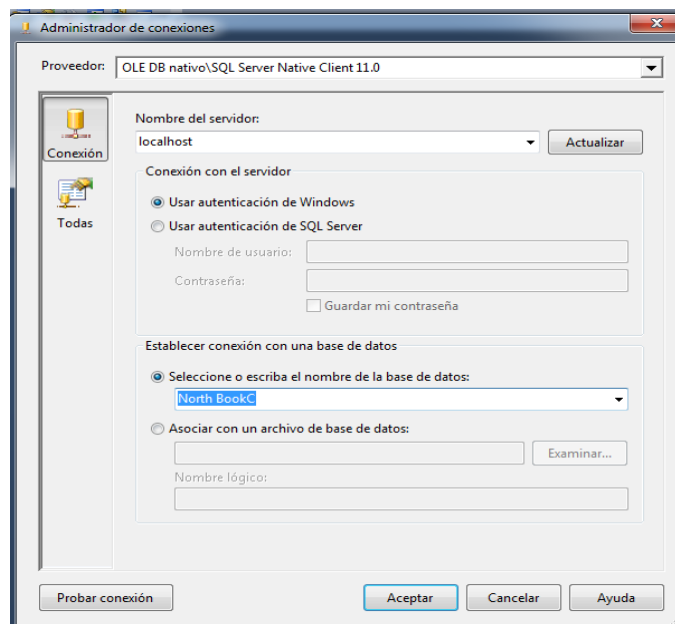 Administrador de conexiones
Proveedor: OLE DB nativo\SQL Server Native Client 11.0
Conexión
Todas
Nombre del servidor:
localhost
Actualizar
Conexión con el servidor
Usar autenticación de Windows
Usar autenticación de SQL Server
Nombre de usuario:
Contraseña:
Guardar mi contraseña
Establecer conexión con una base de datos
Seleccione o escriba el nombre de la base de datos:
North BookC
Asociar con un archivo de base de datos:
Examinar...
Nombre lógico:
Probar conexión Aceptar Cancelar Ayuda